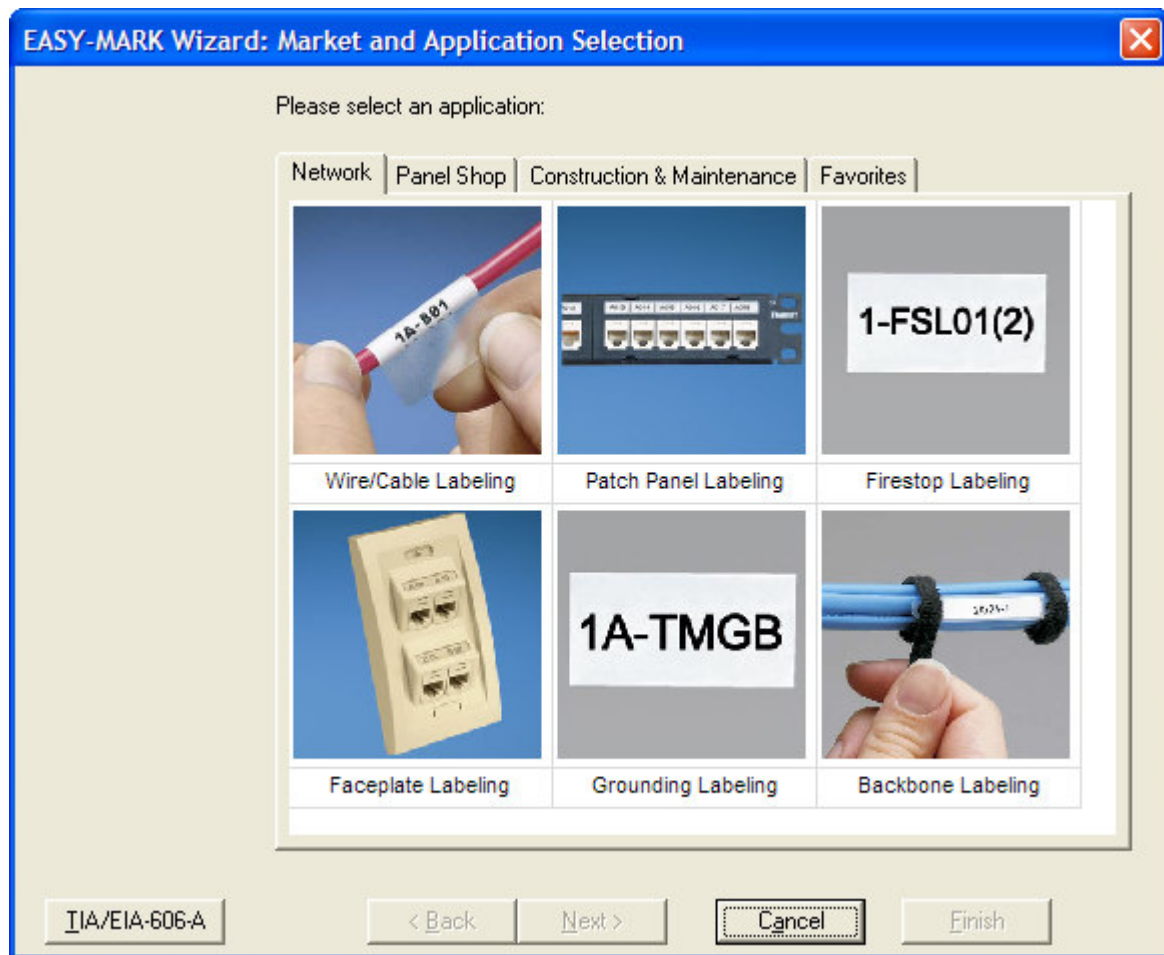 EASY-MARK Wizard: Market and Application Selection
Please select an application:
Network Panel Shop Construction & Maintenance Favorites
1A-B01
1-FSL01(2)
Wire/Cable Labeling Patch Panel Labeling Firestop Labeling
1A-TMGB
Faceplate Labeling Grounding Labeling Backbone Labeling
TIA/EIA-606-A < Back Next > Cancel Finish